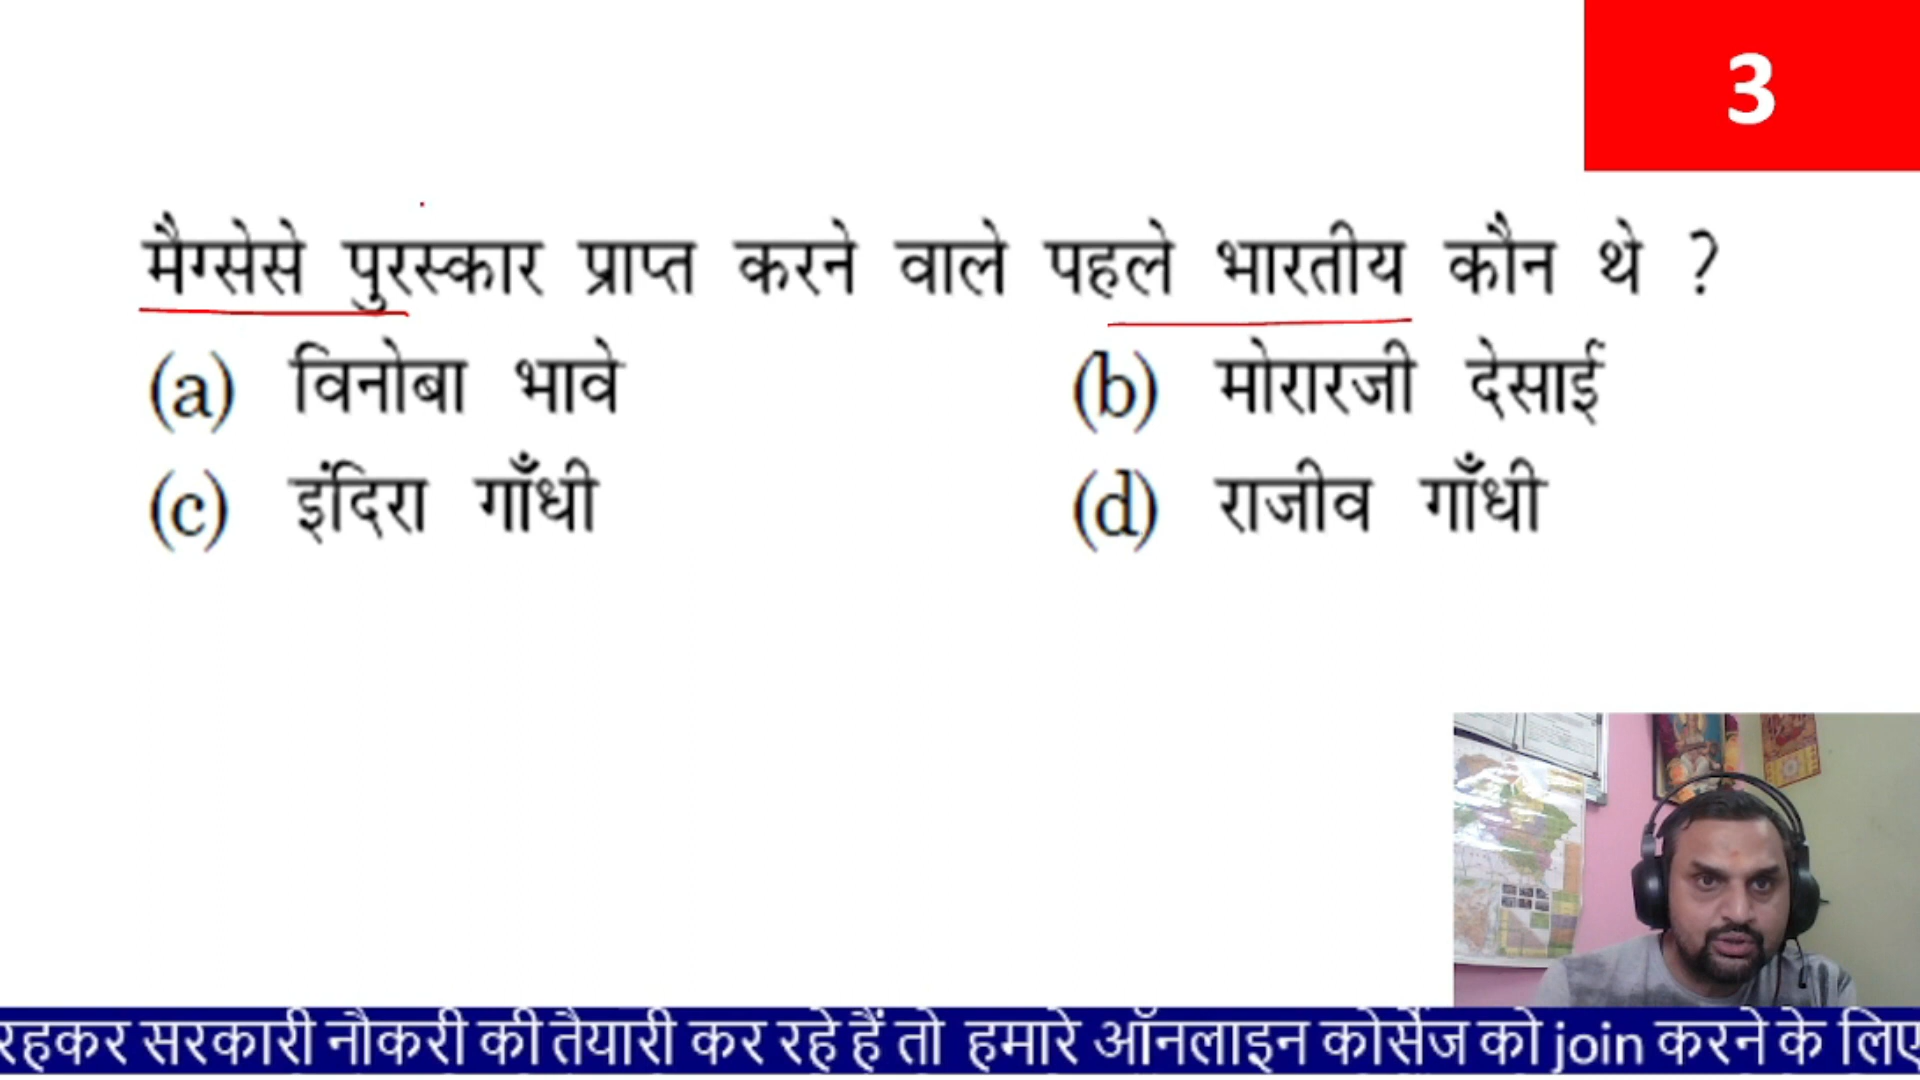 3
मैग्सेसे पुरस्कार प्राप्त करने वाले पहले भारतीय कौन थे ?
(a) विनोबा भावे (b) मोरारजी देसाई
(c) इंदिरा गाँधी (d) राजीव गाँधी
रहकर सरकारी नौकरी की तैयारी कर रहे हैं तो हमारे ऑनलाइन कोर्सेज को join करने के लिए